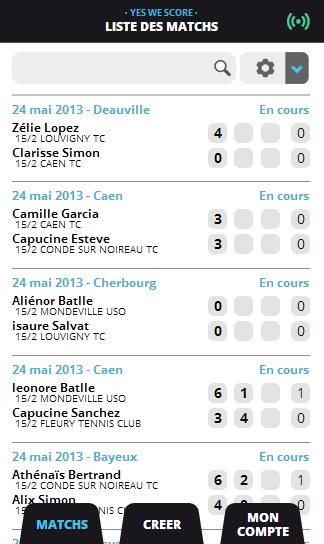 · YES WE SCORE ·
LISTE DES MATCHS
24 mai 2013 - Deauville En cours
Zélie Lopez 4 0
15/2 LOUVIGNY TC
Clarisse Simon 0 0
15/2 CAEN TC
24 mai 2013 - Caen En cours
Camille Garcia 3 0
15/2 CAEN TC
Capucine Esteve 3 0
15/2 CONDE SUR NOIREAU TC
24 mai 2013 - Cherbourg En cours
Aliénor Batlle 0 0
15/2 MONDEVILLE USO
isaure Salvat 0 0
15/2 LOUVIGNY TC
24 mai 2013 - Caen En cours
leonore Batlle 6 1 1
15/2 MONDEVILLE USO
Capucine Sanchez 3 4 0
15/2 FLEURY TENNIS CLUB
24 mai 2013 - Bayeux En cours
Athénaïs Bertrand 6 2 1
15/2 CONDE SUR NOIREAU TC
Alix Simon 4 0 0
MATCHS CREER MON COMPTE